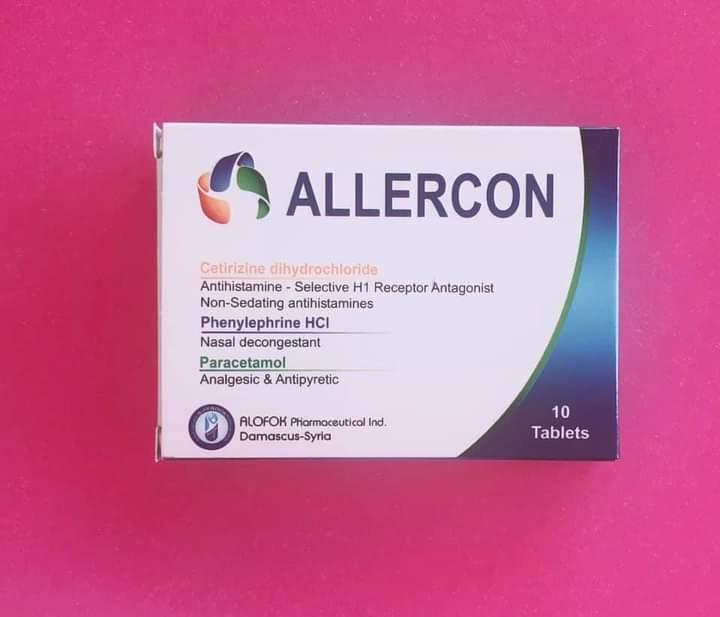 ALLERCON
Cetirizine dihydrochloride
Antihistamine - Selective H1 Receptor Antagonist
Non-Sedating antihistamines
Phenylephrine HCl
Nasal decongestant
Paracetamol
Analgesic & Antipyretic
ALOFOK Pharmaceutical Ind.
Damascus-Syria
10
Tablets